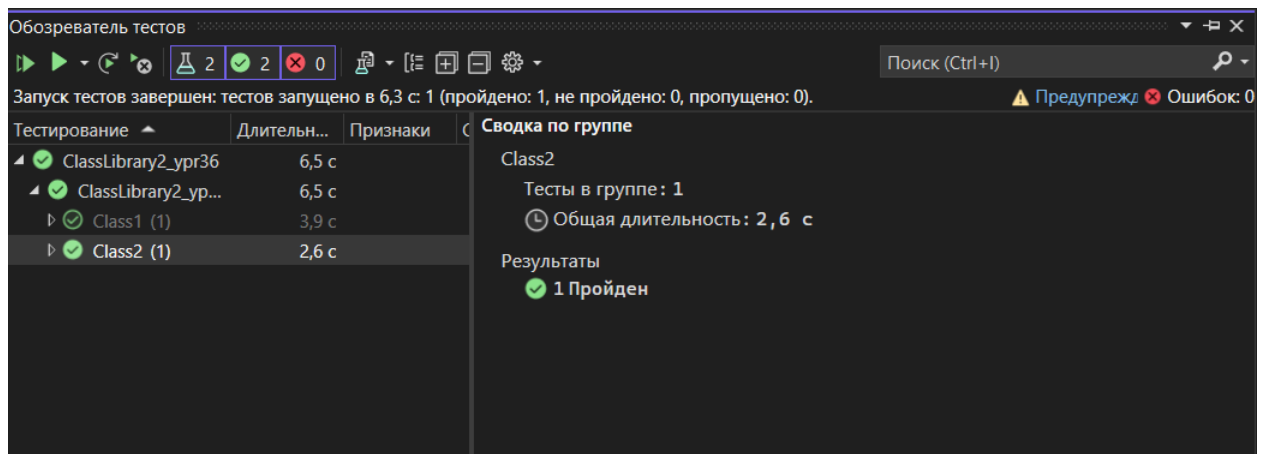 Обозреватель тестов
2 2 0 Поиск (Ctrl+I)
Запуск тестов завершен: тестов запущено в 6,3 с: 1 (пройдено: 1, не пройдено: 0, пропущено: 0). Предупрежд Ошибок: 0
Тестирование Длительн... Признаки С
ClassLibrary2_ypr36 6,5 с
ClassLibrary2_yp... 6,5 с
Class1 (1) 3,9 с
Class2 (1) 2,6 с
Сводка по группе
Class2
Тесты в группе: 1
Общая длительность: 2,6 с
Результаты
1 Пройден